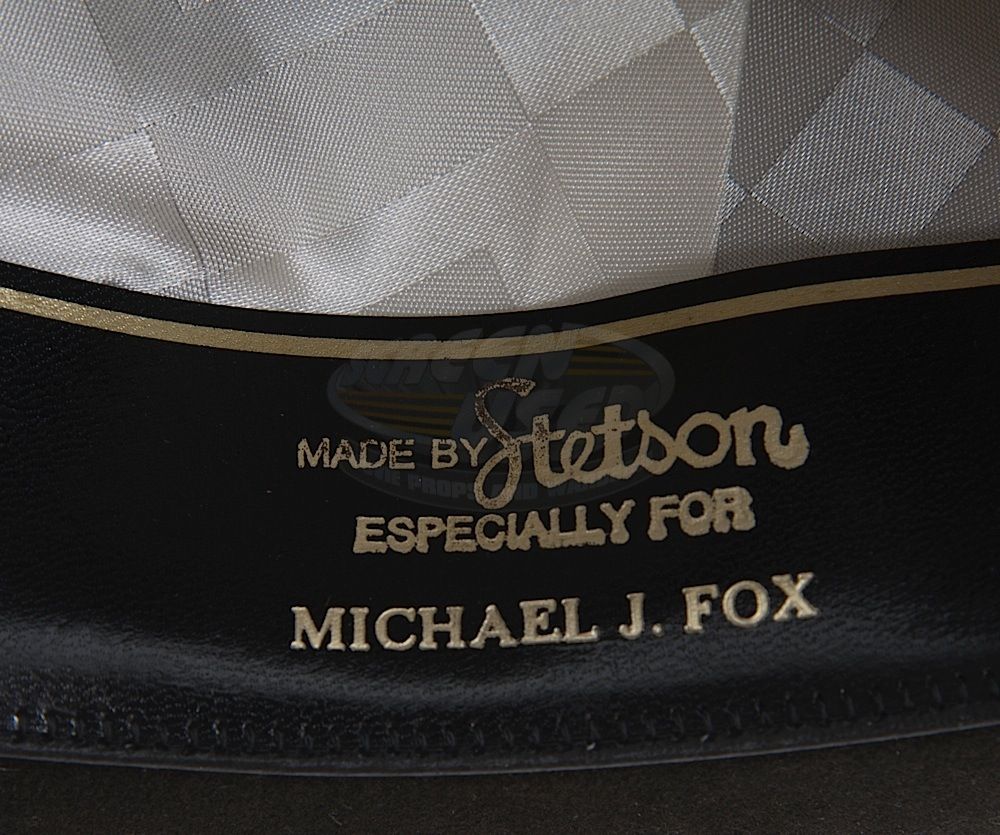 MADE BY Stetson
ESPECIALLY FOR
MICHAEL J. FOX